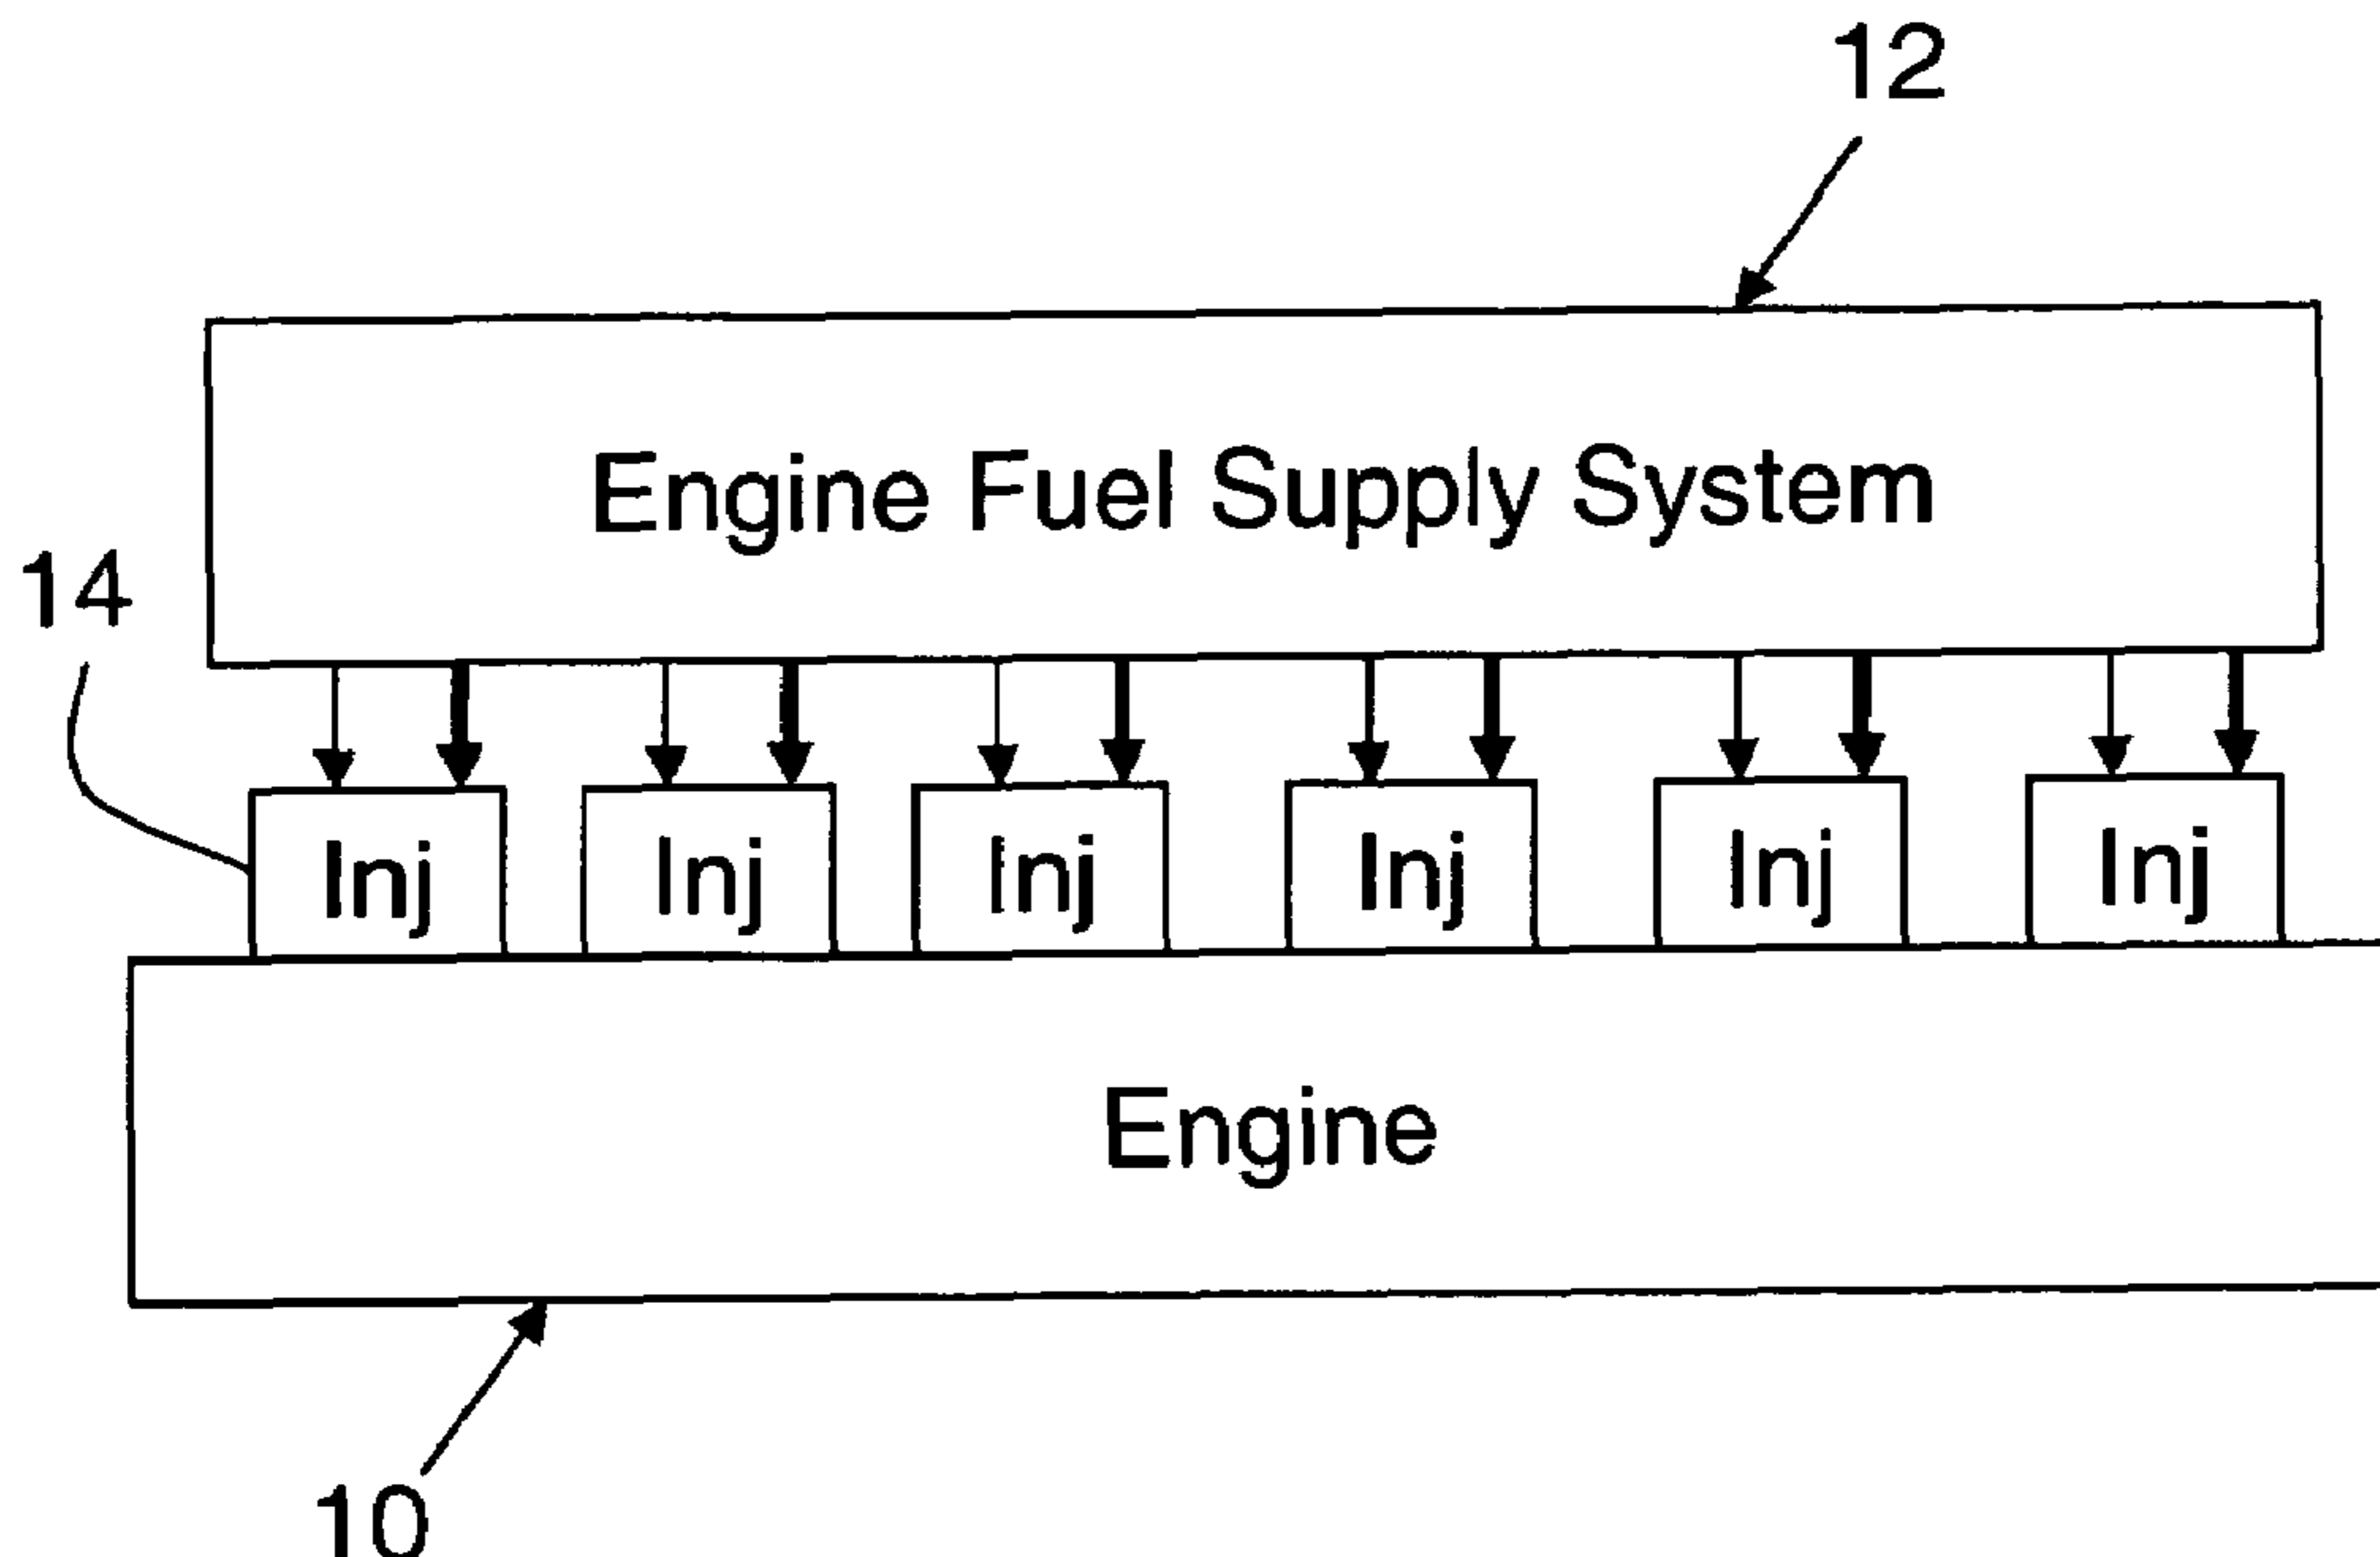 12
Engine Fuel Supply System
14
Inj Inj Inj Inj Inj Inj
Engine
10